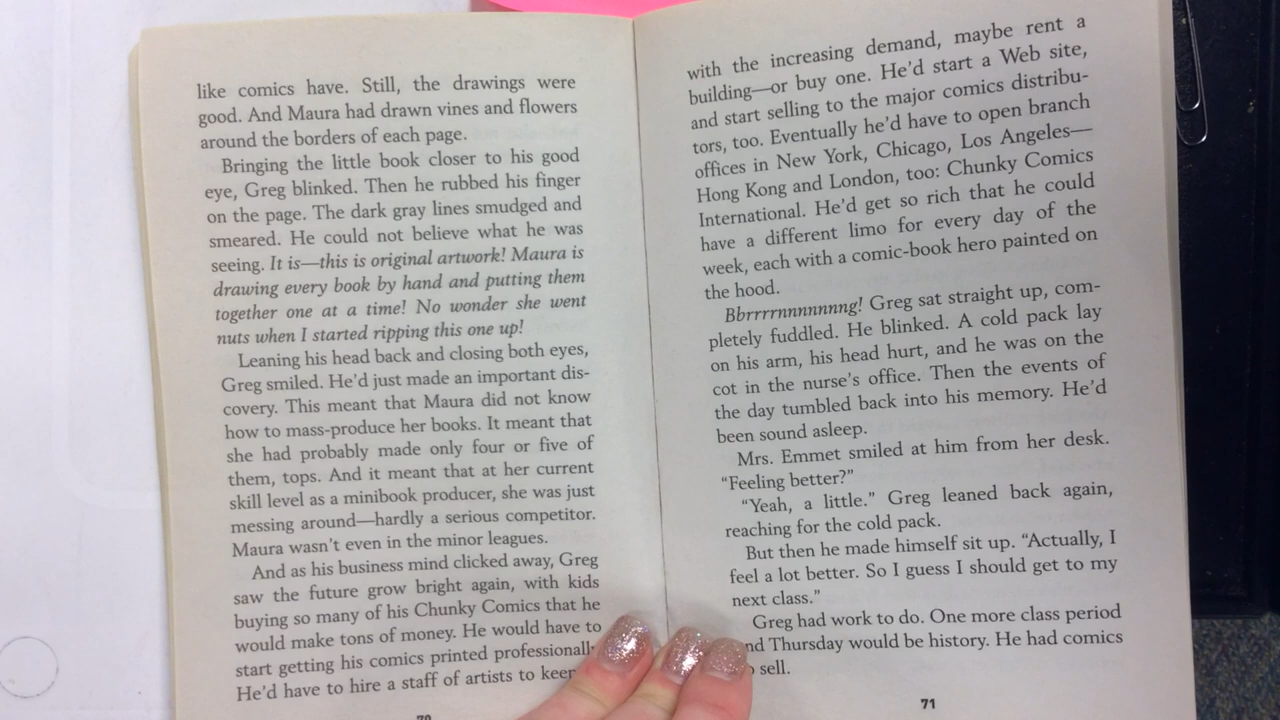 like comics have. Still, the drawings were
good. And Maura had drawn vines and flowers
around the borders of each page.
Bringing the little book closer to his good
eye, Greg blinked. Then he rubbed his finger
on the page. The dark gray lines smudged and
smeared. He could not believe what he was
seeing. It is—this is original artwork! Maura is
drawing every book by hand and putting them
together one at a time! No wonder she went
nuts when I started ripping this one up!
Leaning his head back and closing both eyes,
Greg smiled. He'd just made an important dis-
covery. This meant that Maura did not know
how to mass-produce her books. It meant that
she had probably made only four or five of
them, tops. And it meant that at her current
skill level as a minibook producer, she was just
messing around—hardly a serious competitor.
Maura wasn't even in the minor leagues.
And as his business mind clicked away, Greg
saw the future grow bright again, with kids
buying so many of his Chunky Comics that he
would make tons of money. He would have to
start getting his comics printed professionally
He'd have to hire a staff of artists to keep
70
with the increasing demand, maybe rent a
building—or buy one. He'd start a Web site,
and start selling to the major comics distribu-
tors, too. Eventually he'd have to open branch
offices in New York, Chicago, Los Angeles—
Hong Kong and London, too: Chunky Comics
International. He'd get so rich that he could
have a different limo for every day of the
week, each with a comic-book hero painted on
the hood.
Bbrrrrnnnnnnng! Greg sat straight up, com-
pletely fuddled. He blinked. A cold pack lay
on his arm, his head hurt, and he was on the
cot in the nurse's office. Then the events of
the day tumbled back into his memory. He'd
been sound asleep.
Mrs. Emmet smiled at him from her desk.
"Feeling better?"
"Yeah, a little." Greg leaned back again,
reaching for the cold pack.
But then he made himself sit up. "Actually, I
feel a lot better. So I guess I should get to my
next class."
Greg had work to do. One more class period
nd Thursday would be history. He had comics
sell.
71